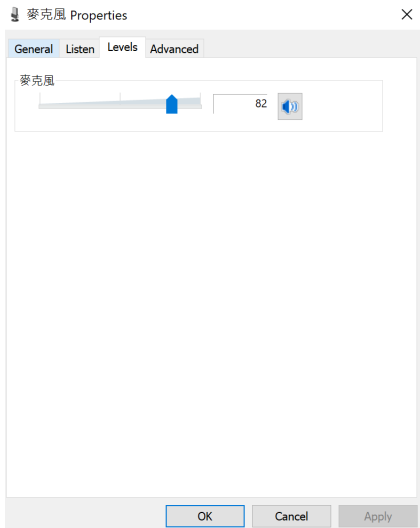 麥克風 Properties
General Listen Levels Advanced
麥克風
82
OK Cancel Apply